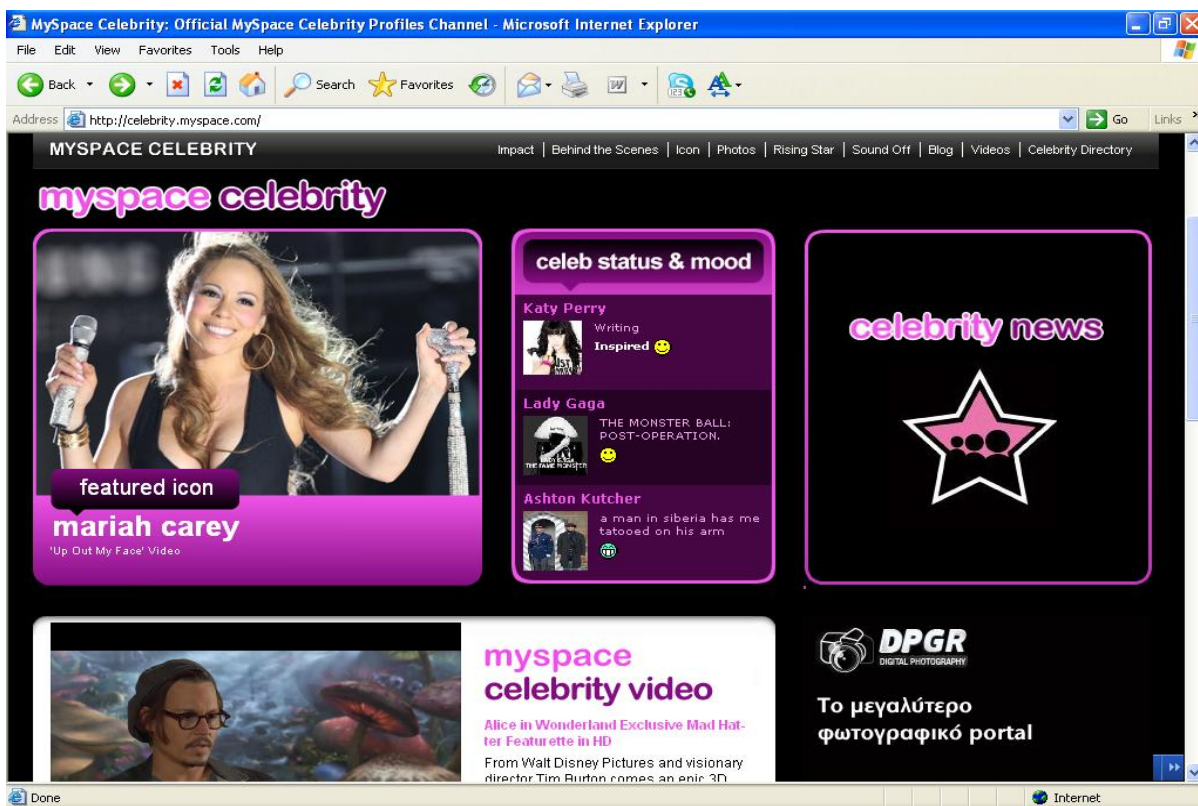 MySpace Celebrity: Official MySpace Celebrity Profiles Channel - Microsoft Internet Explorer
File Edit View Favorites Tools Help
Back Search Favorites
Address http://celebrity.myspace.com/ Go Links
MYSPACE CELEBRITY Impact | Behind the Scenes | Icon | Photos | Rising Star | Sound Off | Blog | Videos | Celebrity Directory
myspace celebrity
featured icon
mariah carey
'Up Out My Face' Video
celeb status & mood
Katy Perry
Writing
Inspired
Lady Gaga
THE MONSTER BALL:
POST-OPERATION.
Ashton Kutcher
a man in siberia has me
tatooed on his arm
celebrity news
myspace
celebrity video
Alice in Wonderland Exclusive Mad Hat-
ter Featurette in HD
From Walt Disney Pictures and visionary
director Tim Burton comes an epic 3D
DPGR
DIGITAL PHOTOGRAPHY
Το μεγαλύτερο
φωτογραφικό portal
Done Internet